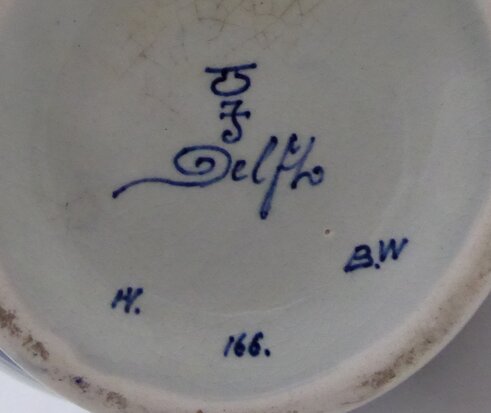 Delft
B.W
H.
166.